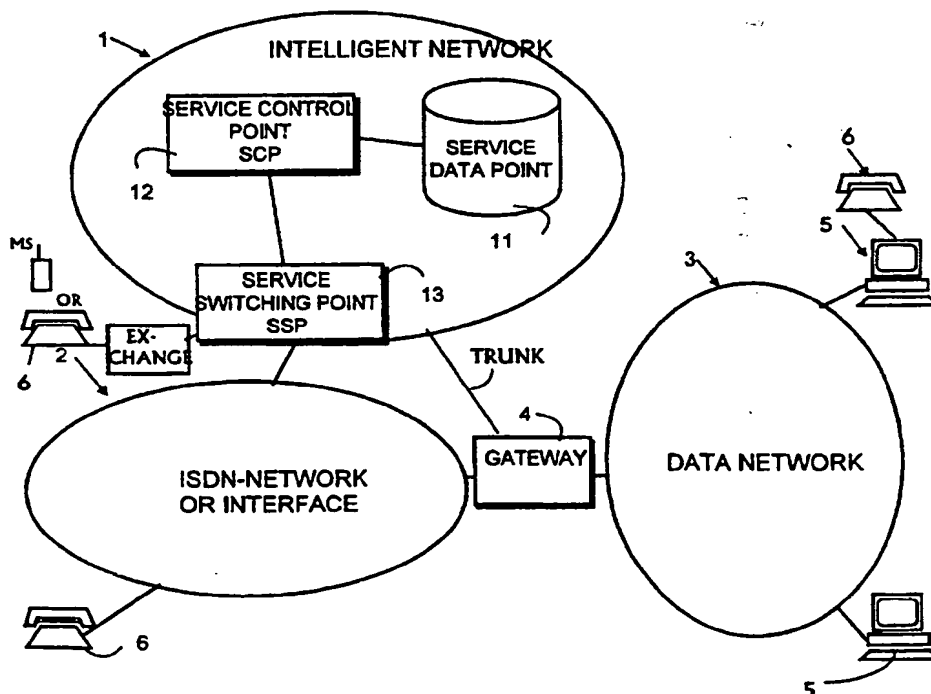 1
INTELLIGENT NETWORK
SERVICE CONTROL
POINT
SCP
12
SERVICE
DATA POINT
11
6
5
MS
OR
6
EX-
CHANGE
2
SERVICE
SWITCHING POINT
SSP
13
3
TRUNK
4
GATEWAY
ISDN-NETWORK
OR INTERFACE
DATA NETWORK
6
5